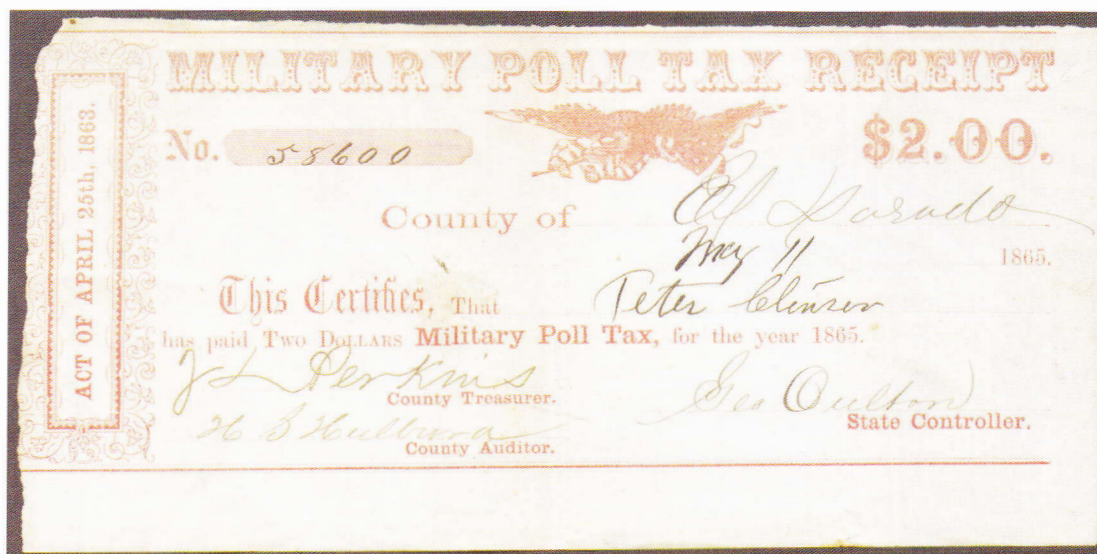 MILITARY POLL TAX RECEIPT
ACT OF APRIL 25th, 1863.
No. 58600
$2.00.
County of El Dorado
May 11 1865.
This Certifies, That Peter
has paid TWO DOLLARS Military Poll Tax, for the year 1865.
J L Perkins
County Treasurer.
Geo Oulton
State Controller.
H B
County Auditor.